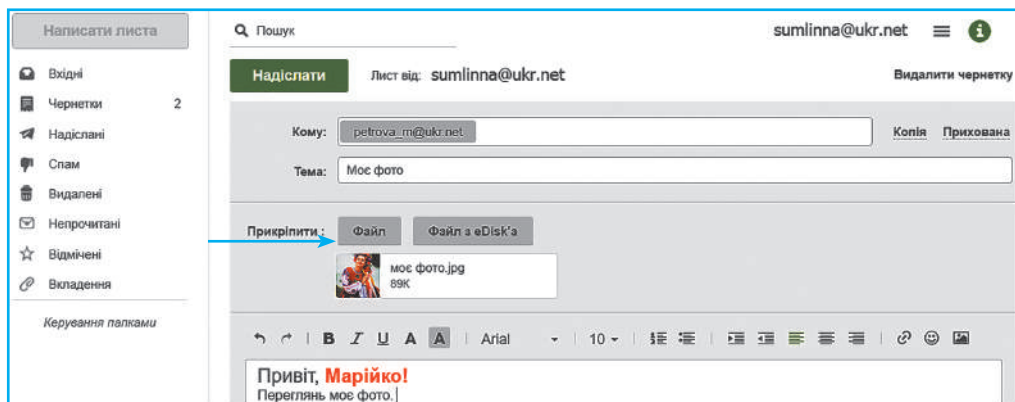 Написати листа
Пошук
sumlinna@ukr.net
Вхідні
Чернетки 2
Надіслані
Спам
Видалені
Непрочитані
Відмічені
Вкладення
Керування папками
Надіслати Лист від: sumlinna@ukr.net Видалити чернетку
Кому: petrova_m@ukr.net Копія Прихована
Тема: Моє фото
Прикріпити: Файл Файл з eDisk'a
моє фото.jpg
89K
B I U A A Arial 10
Привіт, Марійко!
Переглянь моє фото.